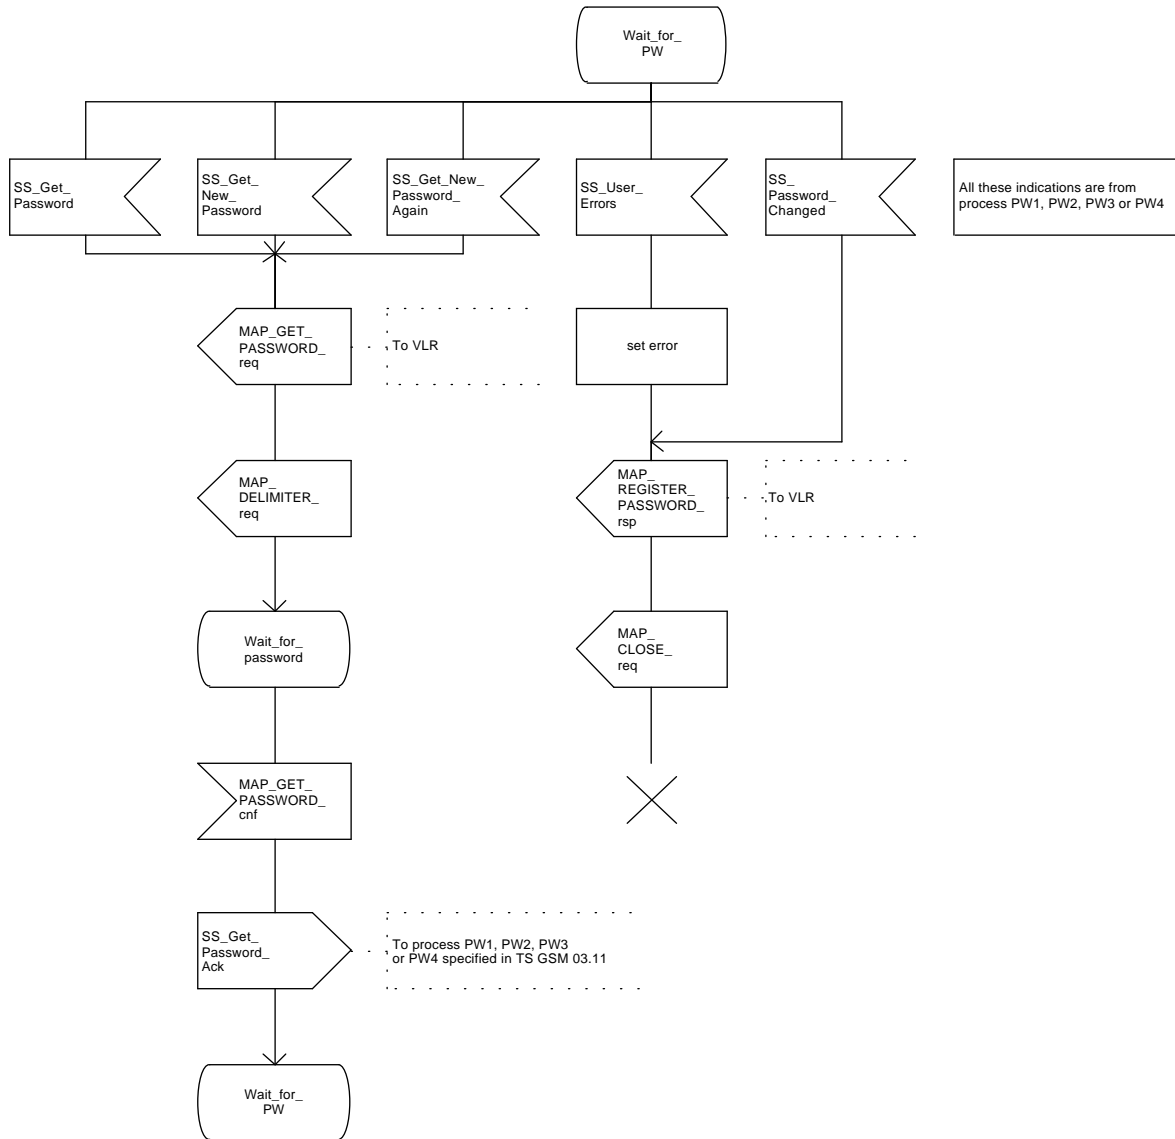 Wait_for_
PW
SS_Get_
Password
SS_Get_
New_
Password
SS_Get_New_
Password_
Again
SS_User_
Errors
SS_
Password_
Changed
All these indications are from
process PW1, PW2, PW3 or PW4
MAP_GET_
PASSWORD_
req
To VLR
set error
MAP_
DELIMITER_
req
MAP_
REGISTER_
PASSWORD_
rsp
To VLR
Wait_for_
password
MAP_
CLOSE_
req
MAP_GET_
PASSWORD_
cnf
SS_Get_
Password_
Ack
To process PW1, PW2, PW3
or PW4 specified in TS GSM 03.11
Wait_for_
PW